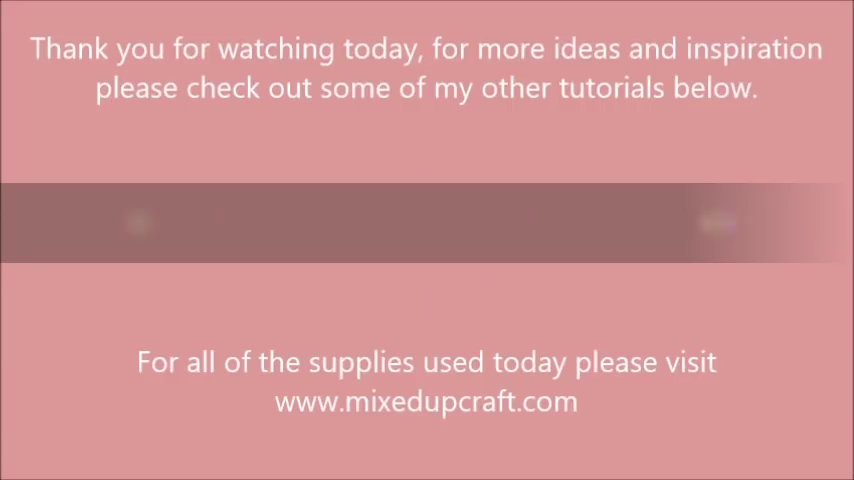 Thank you for watching today, for more ideas and inspiration
please check out some of my other tutorials below.
For all of the supplies used today please visit
www.mixedupcraft.com